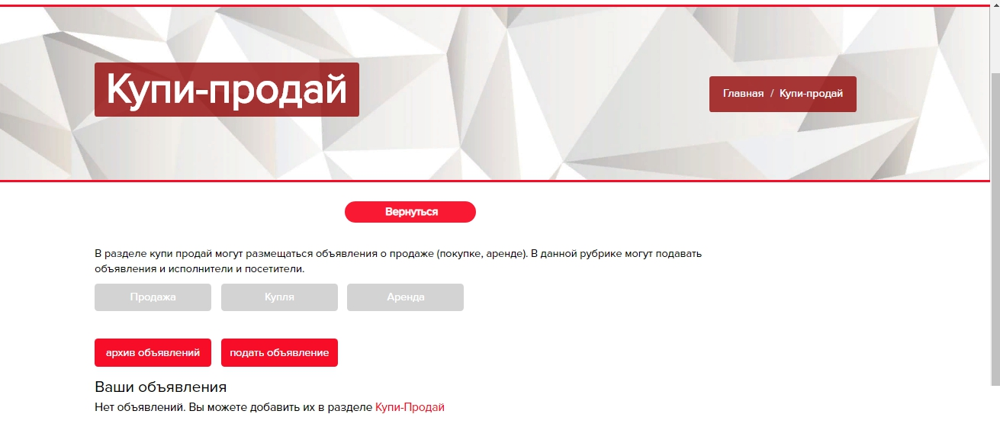 Купи-продай
Главная / Купи-продай
Вернуться
В разделе купи продай могут размещаться объявления о продаже (покупке, аренде). В данной рубрике могут подавать
объявления и исполнители и посетители.
Продажа Купля Аренда
архив объявлений подать объявление
Ваши объявления
Нет объявлений. Вы можете добавить их в разделе Купи-Продай